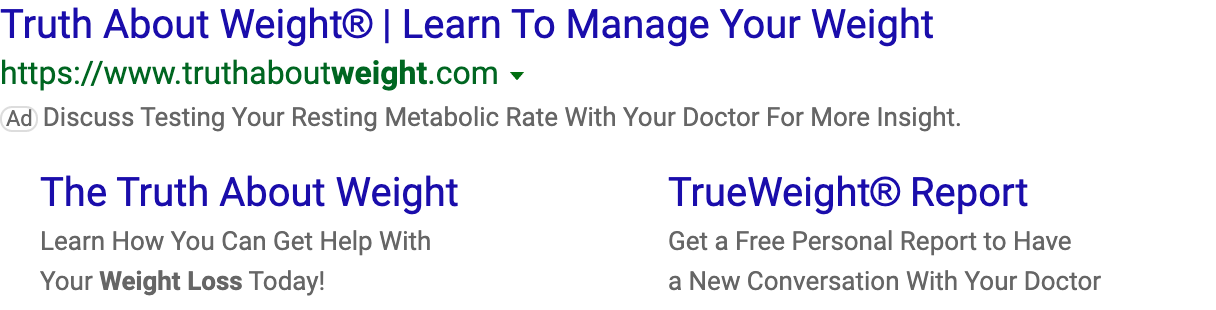 Truth About Weight® | Learn To Manage Your Weight
https://www.truthaboutweight.com
Ad Discuss Testing Your Resting Metabolic Rate With Your Doctor For More Insight.
The Truth About Weight
Learn How You Can Get Help With
Your Weight Loss Today!
TrueWeight® Report
Get a Free Personal Report to Have
a New Conversation With Your Doctor